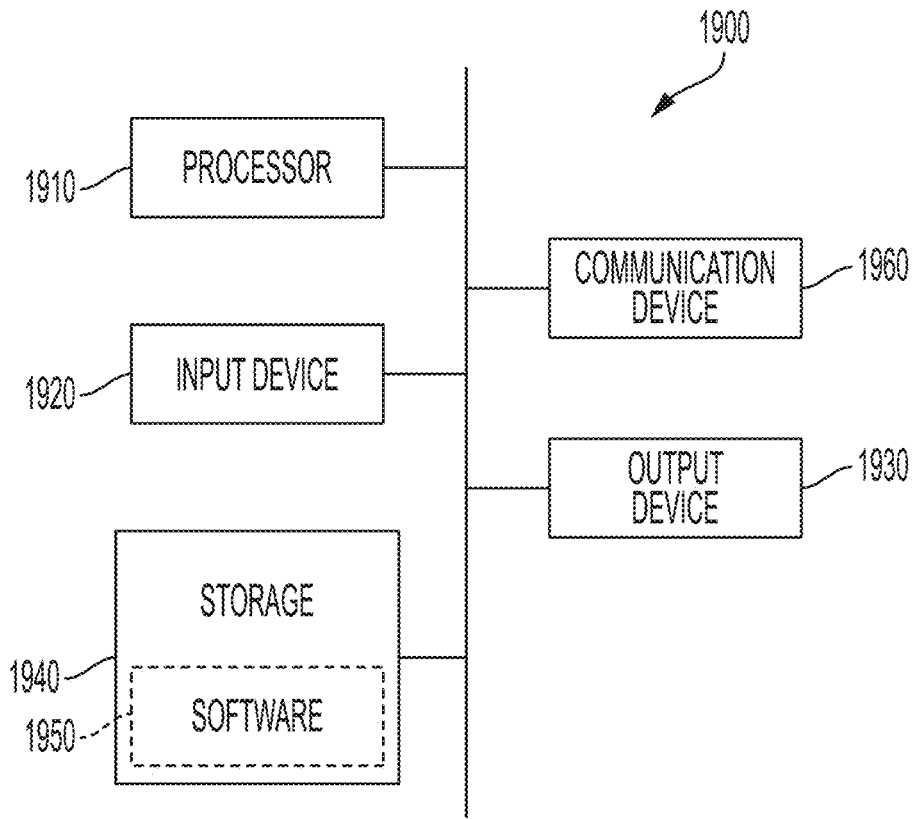 1900
PROCESSOR
1910
COMMUNICATION
DEVICE
1960
INPUT DEVICE
1920
OUTPUT
DEVICE
1930
STORAGE
1940
SOFTWARE
1950